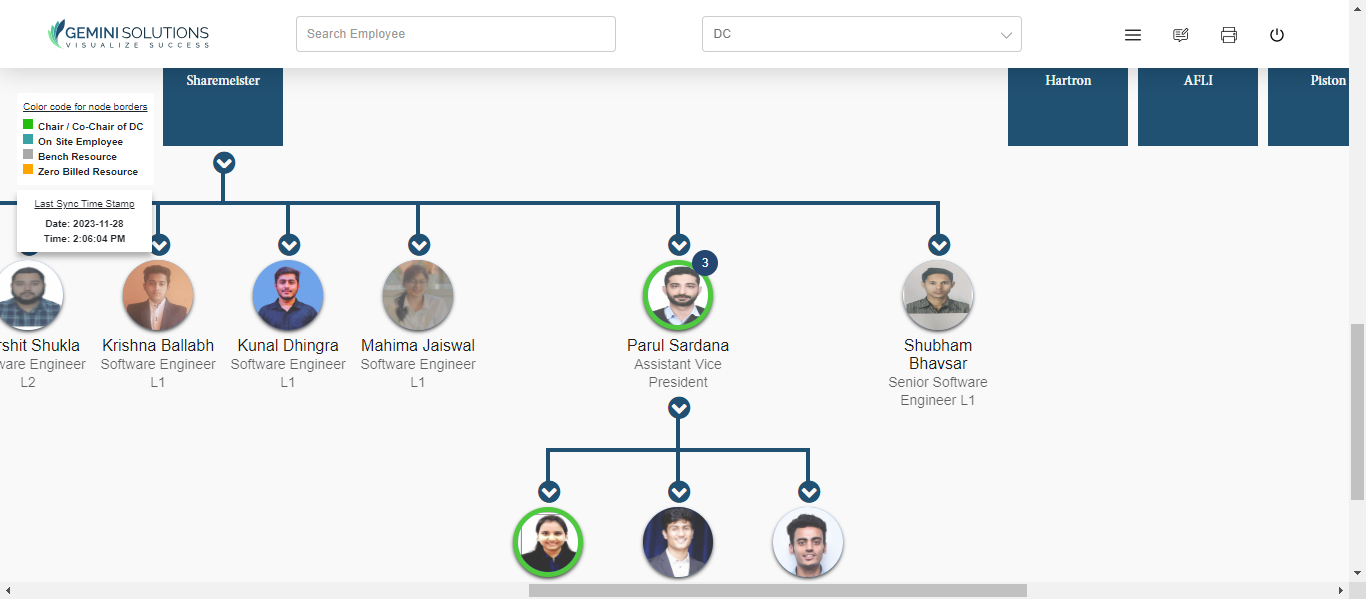 GEMINI SOLUTIONS
VISUALIZE SUCCESS
Search Employee
DC
Sharemeister
Hartron
AFLI
Piston
Color code for node borders
Chair / Co-Chair of DC
On Site Employee
Bench Resource
Zero Billed Resource
Last Sync Time Stamp
Date: 2023-11-28
Time: 2:06:04 PM
3
rshit Shukla
ware Engineer
L2
Krishna Ballabh
Software Engineer
L1
Kunal Dhingra
Software Engineer
L1
Mahima Jaiswal
Software Engineer
L1
Parul Sardana
Assistant Vice
President
Shubham
Bhavsar
Senior Software
Engineer L1